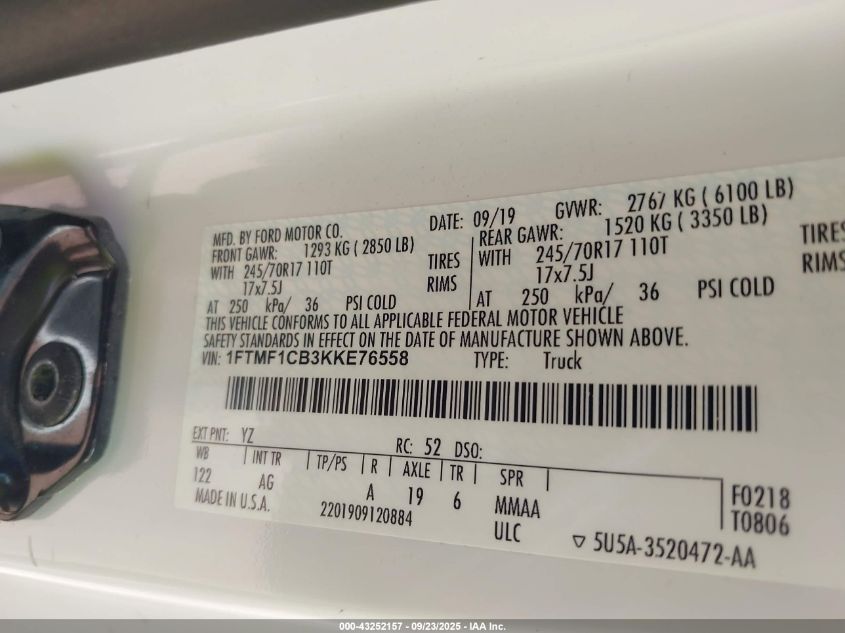 MFD. BY FORD MOTOR CO.
DATE: 09/19 GVWR: 2767 KG ( 6100 LB)
FRONT GAWR: 1293 KG ( 2850 LB) REAR GAWR: 1520 KG ( 3350 LB)
WITH 245/70R17 110T TIRES WITH 245/70R17 110T TIRES
17x7.5J RIMS 17x7.5J RIMS
AT 250 kPa/ 36 PSI COLD AT 250 kPa/ 36 PSI COLD
THIS VEHICLE CONFORMS TO ALL APPLICABLE FEDERAL MOTOR VEHICLE
SAFETY STANDARDS IN EFFECT ON THE DATE OF MANUFACTURE SHOWN ABOVE.
VIN: 1FTMF1CB3KKE76558 TYPE: Truck
EXT PNT: YZ RC: 52 DSO:
WB INT TR TP/PS R AXLE TR SPR
122 AG A 19 6 MMAA F0218
MADE IN U.S.A. 2201909120884 ULC T0806
5U5A-3520472-AA
000-43252157 - 09/23/2025 - IAA Inc.